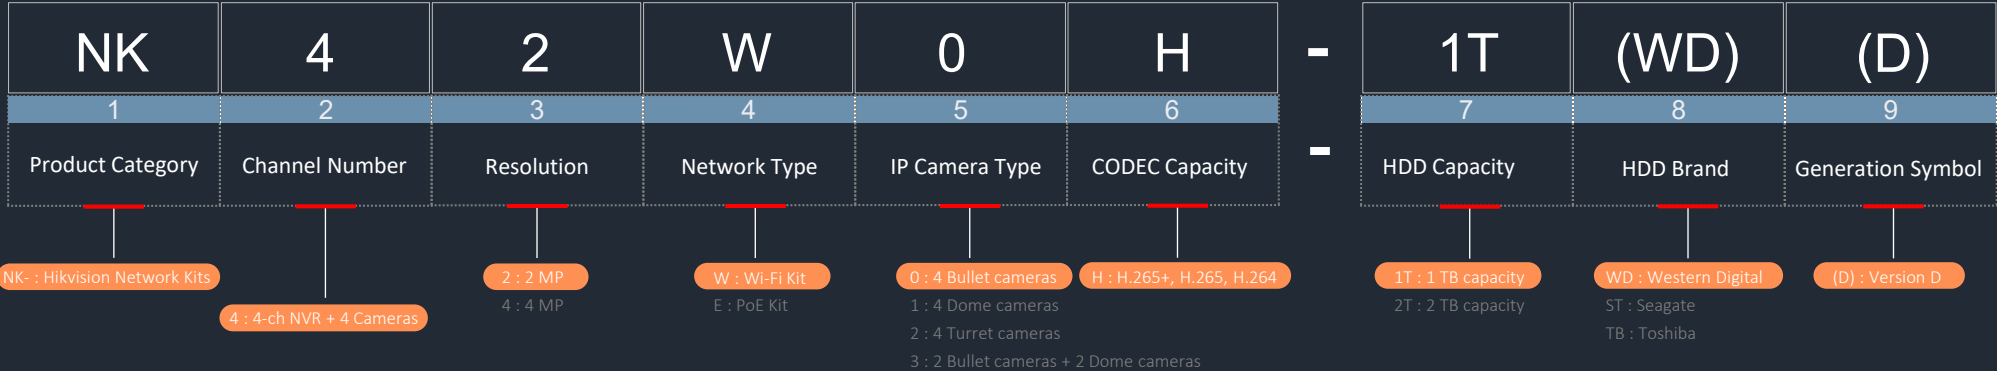 NK 4 2 W 0 H - 1T (WD) (D)
1 2 3 4 5 6 7 8 9
Product Category Channel Number Resolution Network Type IP Camera Type CODEC Capacity - HDD Capacity HDD Brand Generation Symbol
NK- : Hikvision Network Kits 2 : 2 MP W : Wi-Fi Kit 0 : 4 Bullet cameras H : H.265+, H.265, H.264 1T : 1 TB capacity WD : Western Digital (D) : Version D
4 : 4 MP E : PoE Kit 1 : 4 Dome cameras 2T : 2 TB capacity ST : Seagate
4 : 4-ch NVR + 4 Cameras
2 : 4 Turret cameras TB : Toshiba
3 : 2 Bullet cameras + 2 Dome cameras